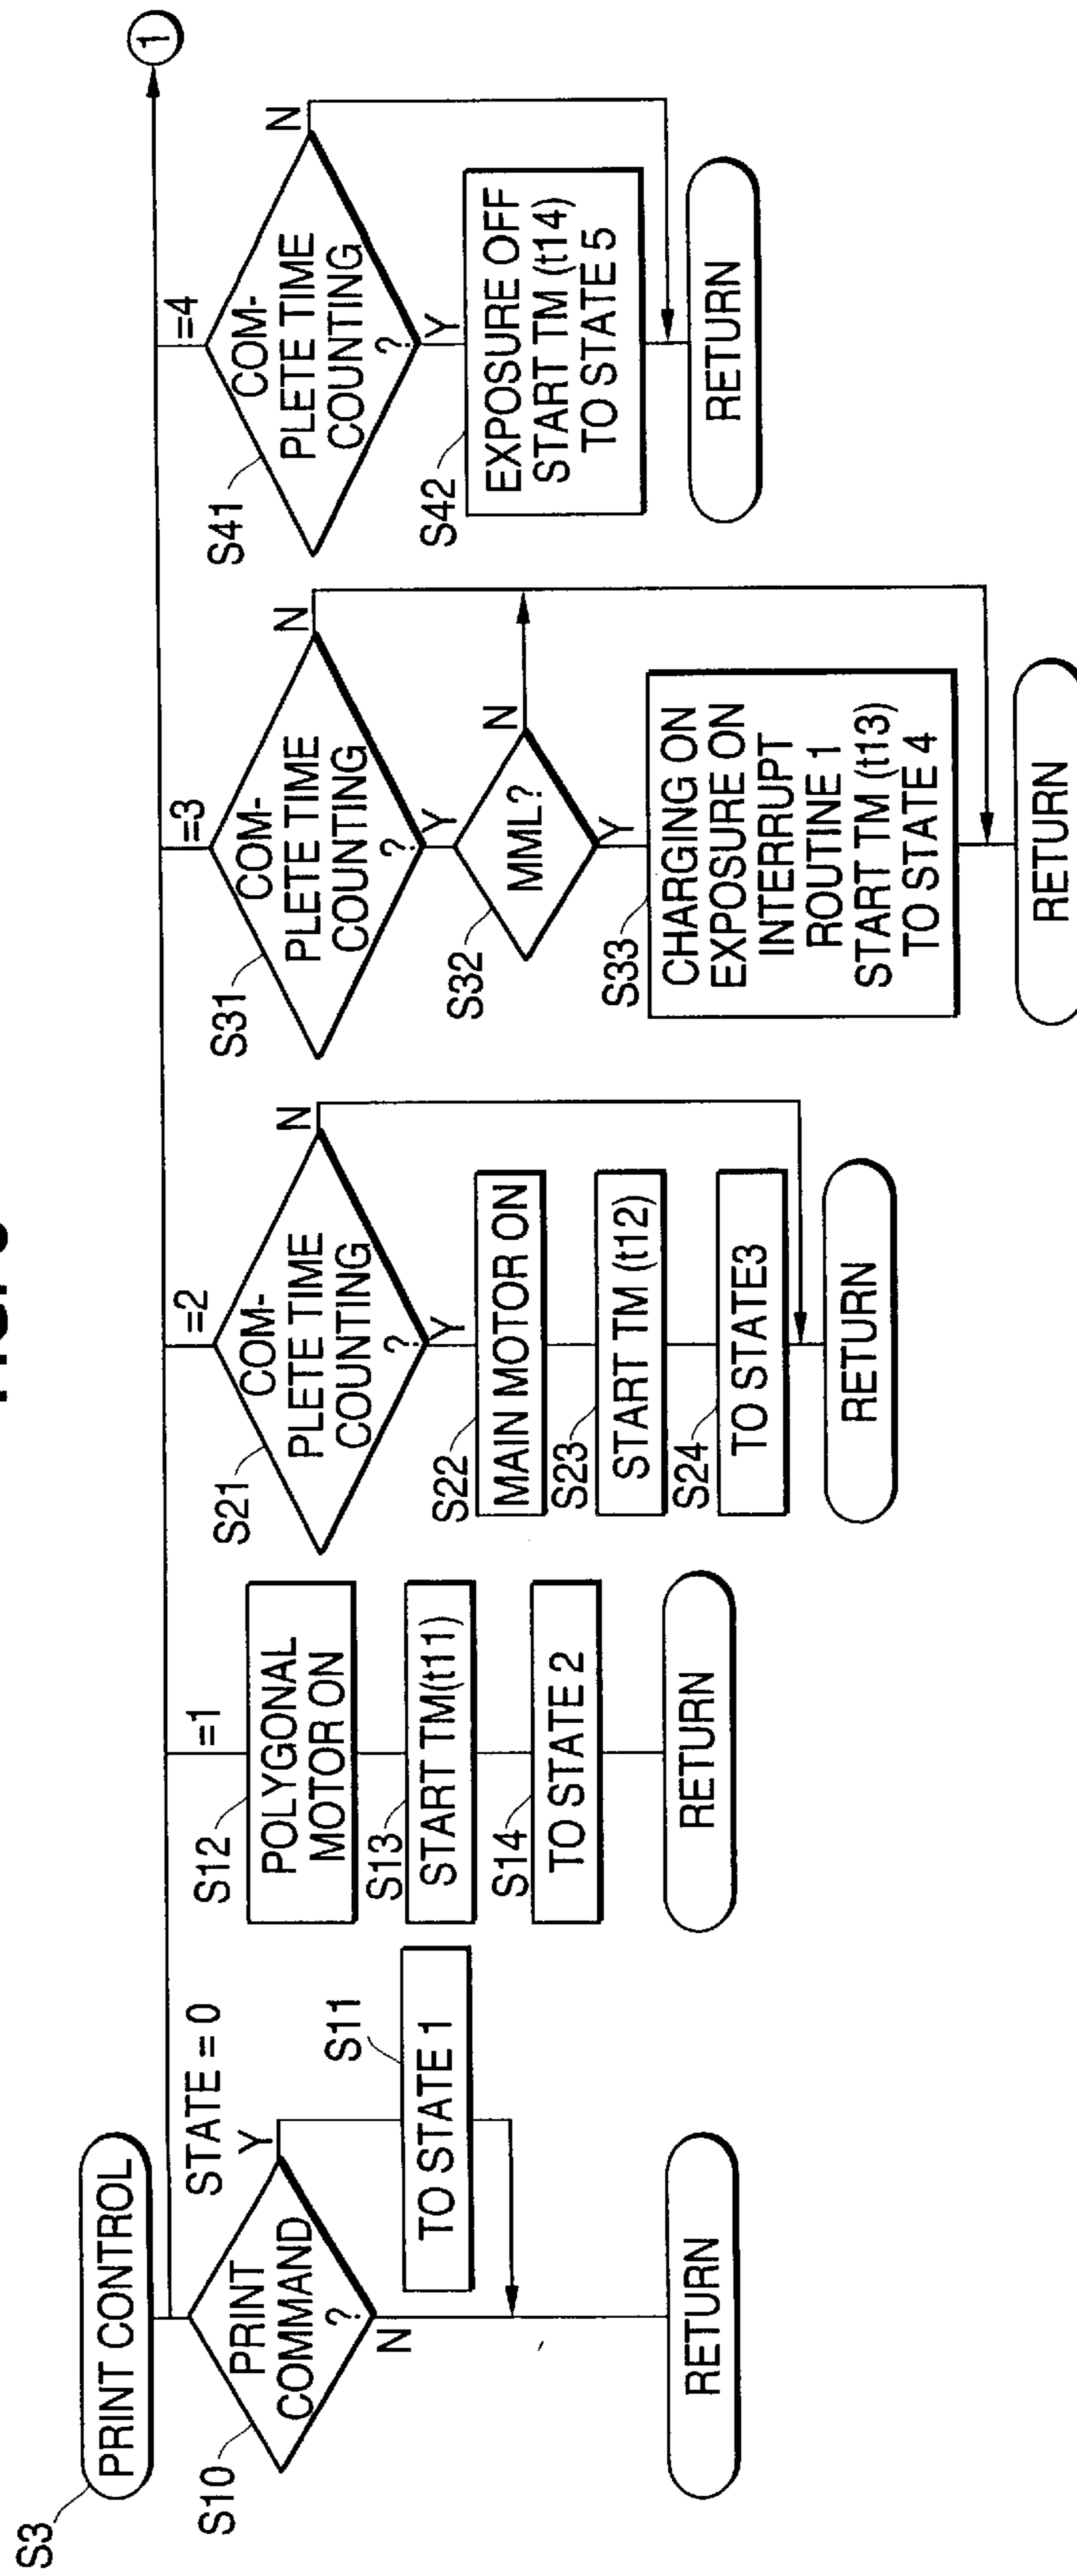 S3
PRINT CONTROL
STATE = 0
S10
PRINT
COMMAND
?
Y
N
S11
TO STATE 1
RETURN
=1
S12
POLYGONAL
MOTOR ON
S13
START TM(t11)
S14
TO STATE 2
RETURN
=2
S21
COM-
PLETE TIME
COUNTING
?
N
Y
S22
MAIN MOTOR ON
S23
START TM (t12)
S24
TO STATE3
RETURN
=3
S31
COM-
PLETE TIME
COUNTING
?
N
Y
S32
MML?
N
Y
S33
CHARGING ON
EXPOSURE ON
INTERRUPT
ROUTINE 1
START TM (t13)
TO STATE 4
RETURN
=4
S41
COM-
PLETE TIME
COUNTING
?
N
Y
S42
EXPOSURE OFF
START TM (t14)
TO STATE 5
RETURN
1